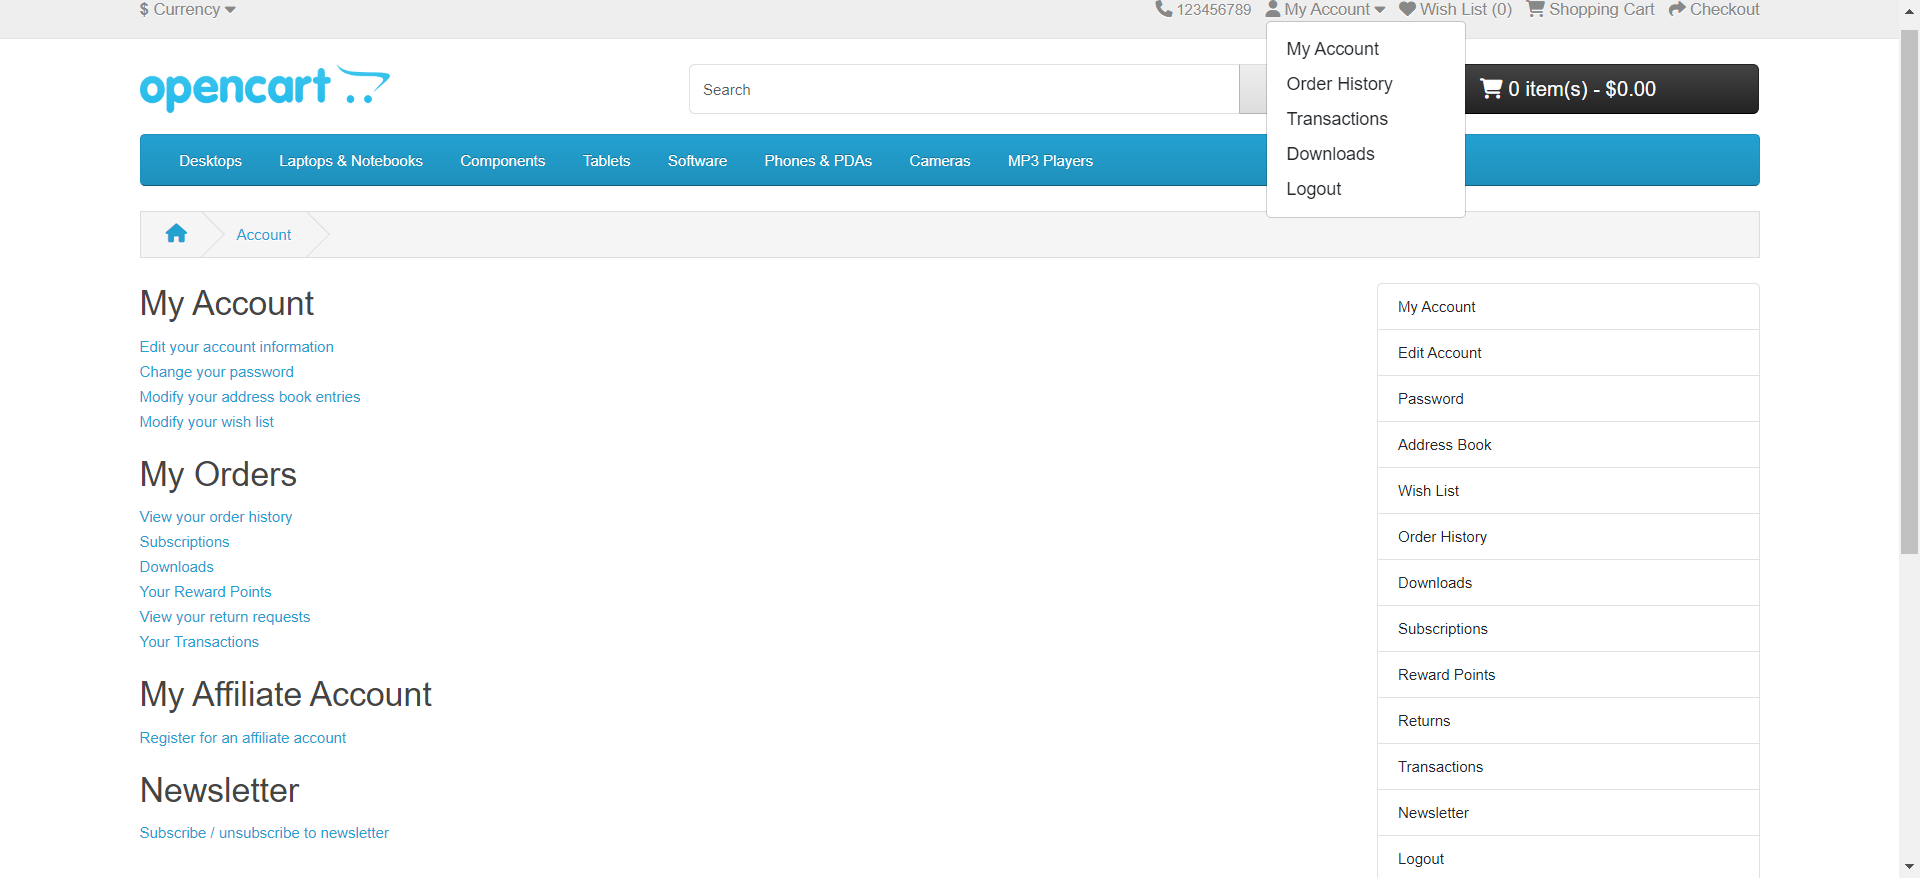 $ Currency
123456789 My Account Wish List (0) Shopping Cart Checkout
My Account
Order History
Transactions
Downloads
Logout
opencart
Search
0 item(s) - $0.00
Desktops Laptops & Notebooks Components Tablets Software Phones & PDAs Cameras MP3 Players
Account
My Account
Edit your account information
Change your password
Modify your address book entries
Modify your wish list
My Orders
View your order history
Subscriptions
Downloads
Your Reward Points
View your return requests
Your Transactions
My Affiliate Account
Register for an affiliate account
Newsletter
Subscribe / unsubscribe to newsletter
My Account
Edit Account
Password
Address Book
Wish List
Order History
Downloads
Subscriptions
Reward Points
Returns
Transactions
Newsletter
Logout